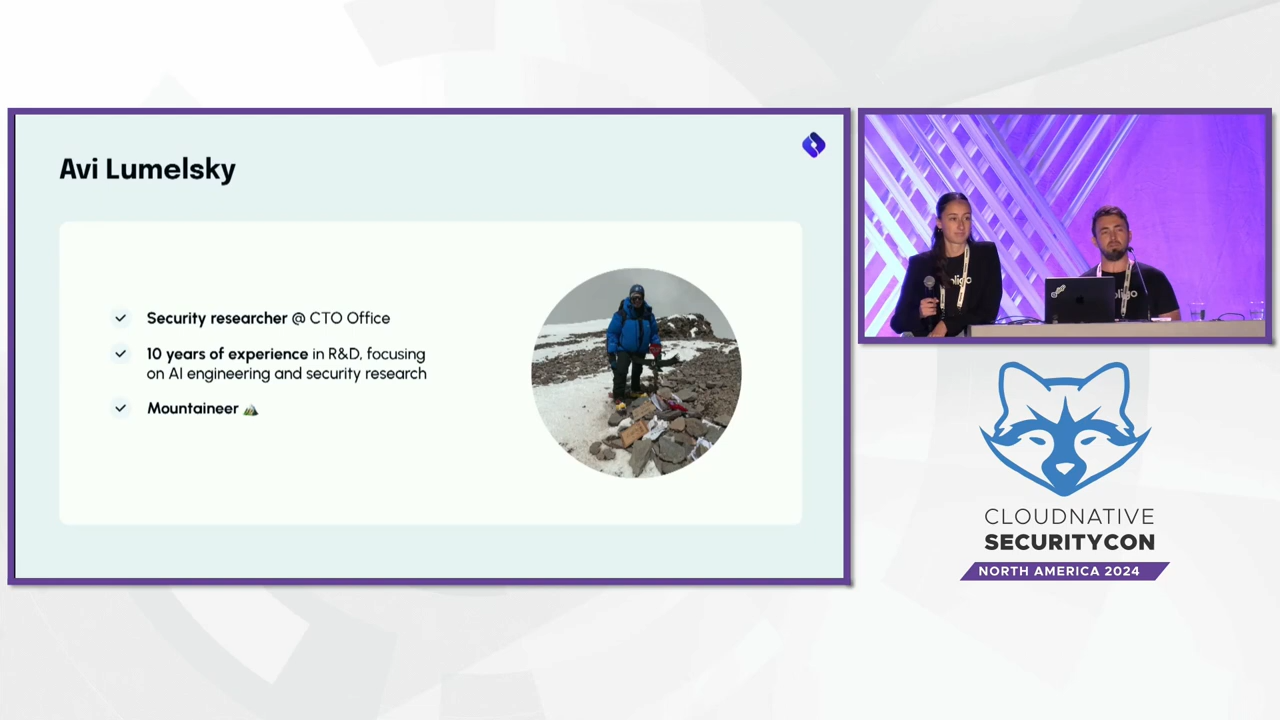 Avi Lumelsky
Security researcher @ CTO Office
10 years of experience in R&D, focusing
on AI engineering and security research
Mountaineer
CLOUDNATIVE
SECURITYCON
NORTH AMERICA 2024